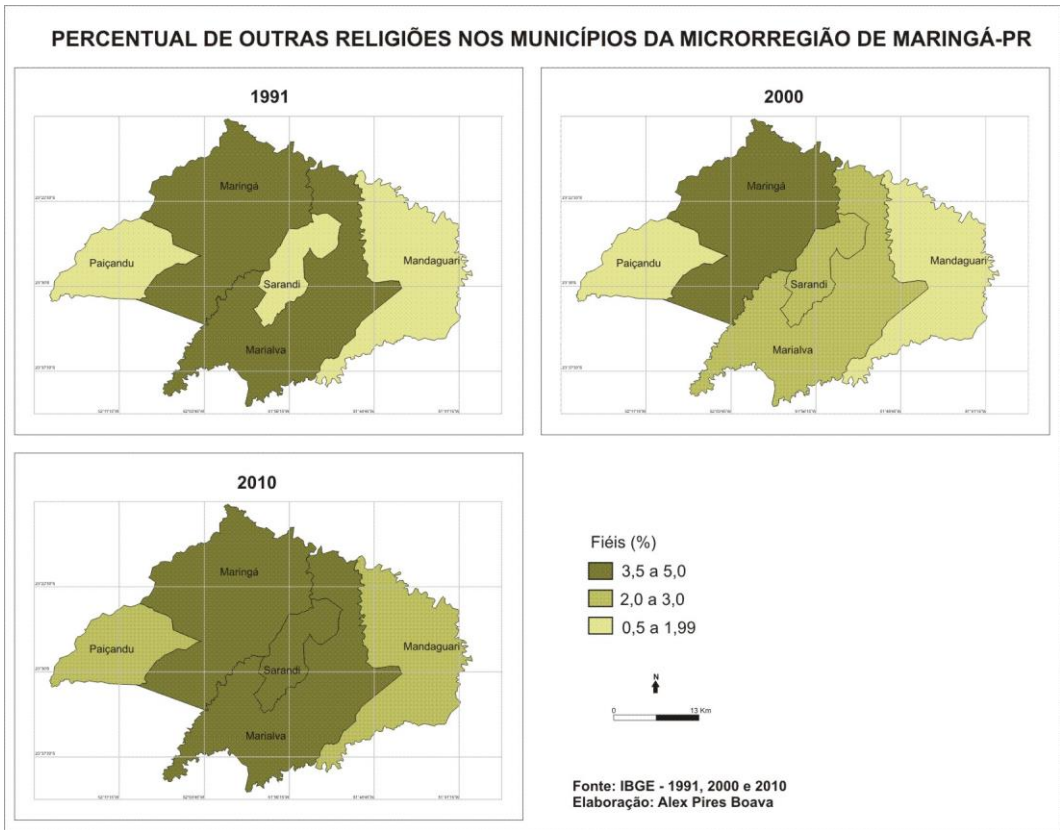 PERCENTUAL DE OUTRAS RELIGIÕES NOS MUNICÍPIOS DA MICRORREGIÃO DE MARINGÁ-PR
1991
Maringá
Paiçandu
Sarandi
Mandaguari
Marialva
2000
Maringá
Paiçandu
Sarandi
Mandaguari
Marialva
2010
Maringá
Paiçandu
Sarandi
Mandaguari
Marialva
Fiéis (%)
3,5 a 5,0
2,0 a 3,0
0,5 a 1,99
N
0 13 Km
Fonte: IBGE - 1991, 2000 e 2010
Elaboração: Alex Pires Boava